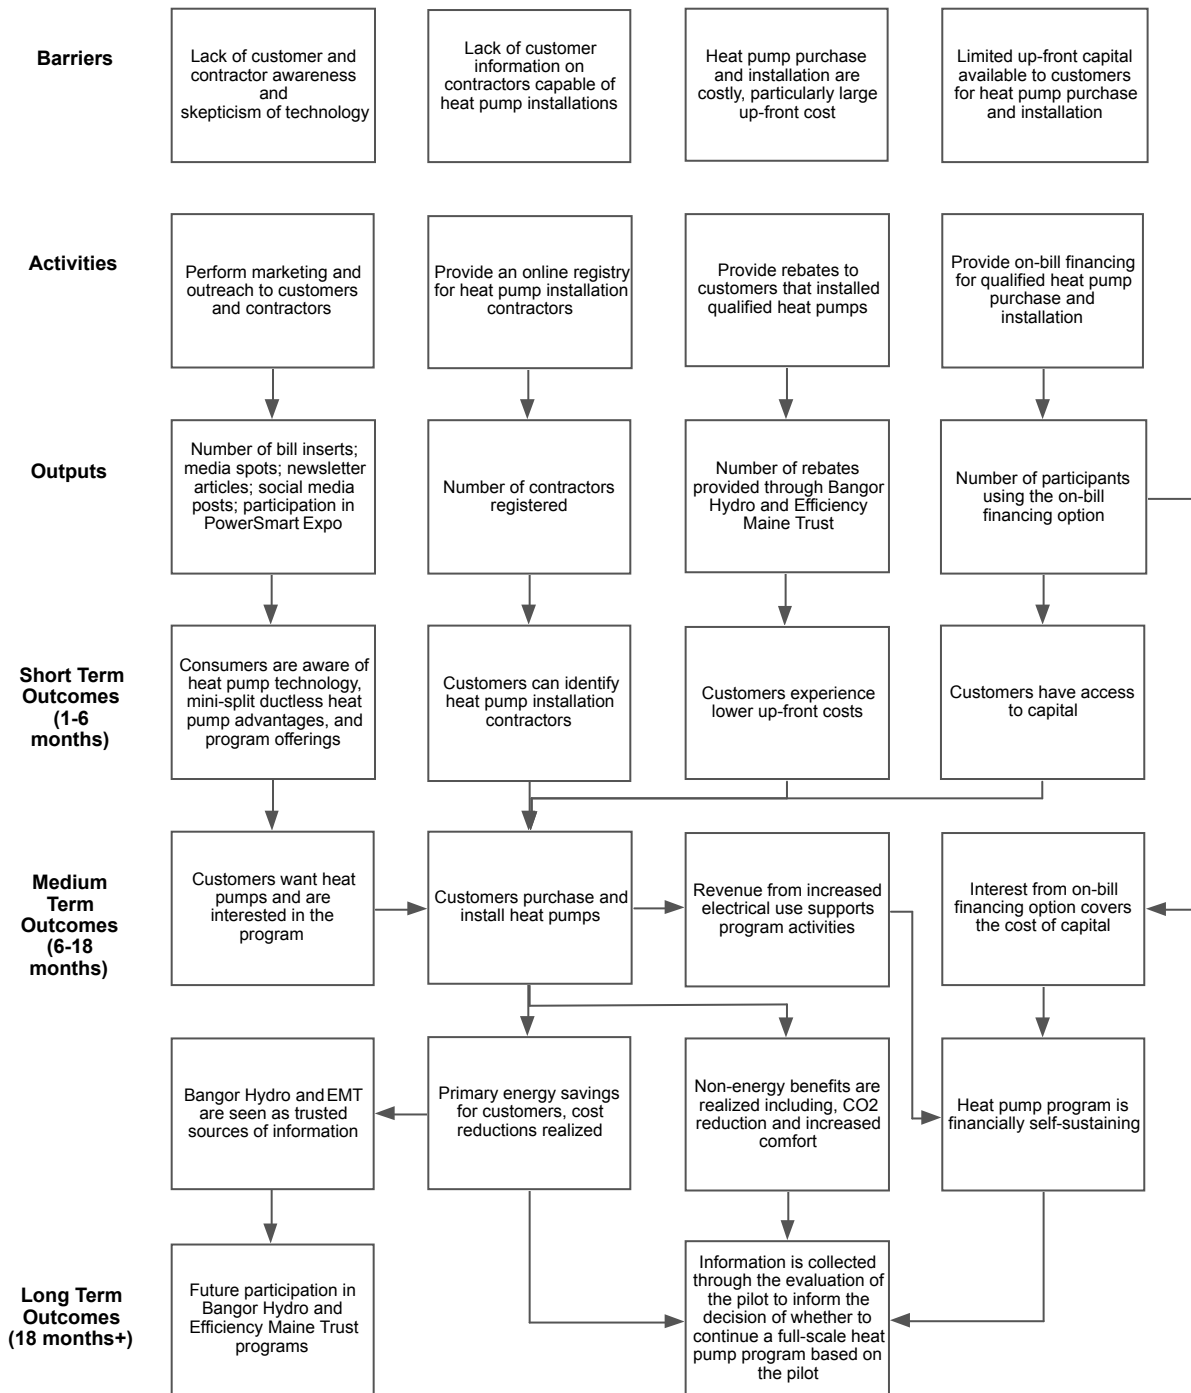 Barriers
Lack of customer and
contractor awareness
and
skepticism of technology
Lack of customer
information on
contractors capable of
heat pump installations
Heat pump purchase
and installation are
costly, particularly large
up-front cost
Limited up-front capital
available to customers
for heat pump purchase
and installation
Activities
Perform marketing and
outreach to customers
and contractors
Provide an online registry
for heat pump installation
contractors
Provide rebates to
customers that installed
qualified heat pumps
Provide on-bill financing
for qualified heat pump
purchase and
installation
Outputs
Number of bill inserts;
media spots; newsletter
articles; social media
posts; participation in
PowerSmart Expo
Number of contractors
registered
Number of rebates
provided through Bangor
Hydro and Efficiency
Maine Trust
Number of participants
using the on-bill
financing option
Short Term
Outcomes
(1-6
months)
Consumers are aware of
heat pump technology,
mini-split ductless heat
pump advantages, and
program offerings
Customers can identify
heat pump installation
contractors
Customers experience
lower up-front costs
Customers have access
to capital
Medium
Term
Outcomes
(6-18
months)
Customers want heat
pumps and are
interested in the
program
Customers purchase and
install heat pumps
Revenue from increased
electrical use supports
program activities
Interest from on-bill
financing option covers
the cost of capital
Bangor Hydro and EMT
are seen as trusted
sources of information
Primary energy savings
for customers, cost
reductions realized
Non-energy benefits are
realized including, CO2
reduction and increased
comfort
Heat pump program is
financially self-sustaining
Long Term
Outcomes
(18 months+)
Future participation in
Bangor Hydro and
Efficiency Maine Trust
programs
Information is collected
through the evaluation of
the pilot to inform the
decision of whether to
continue a full-scale heat
pump program based on
the pilot